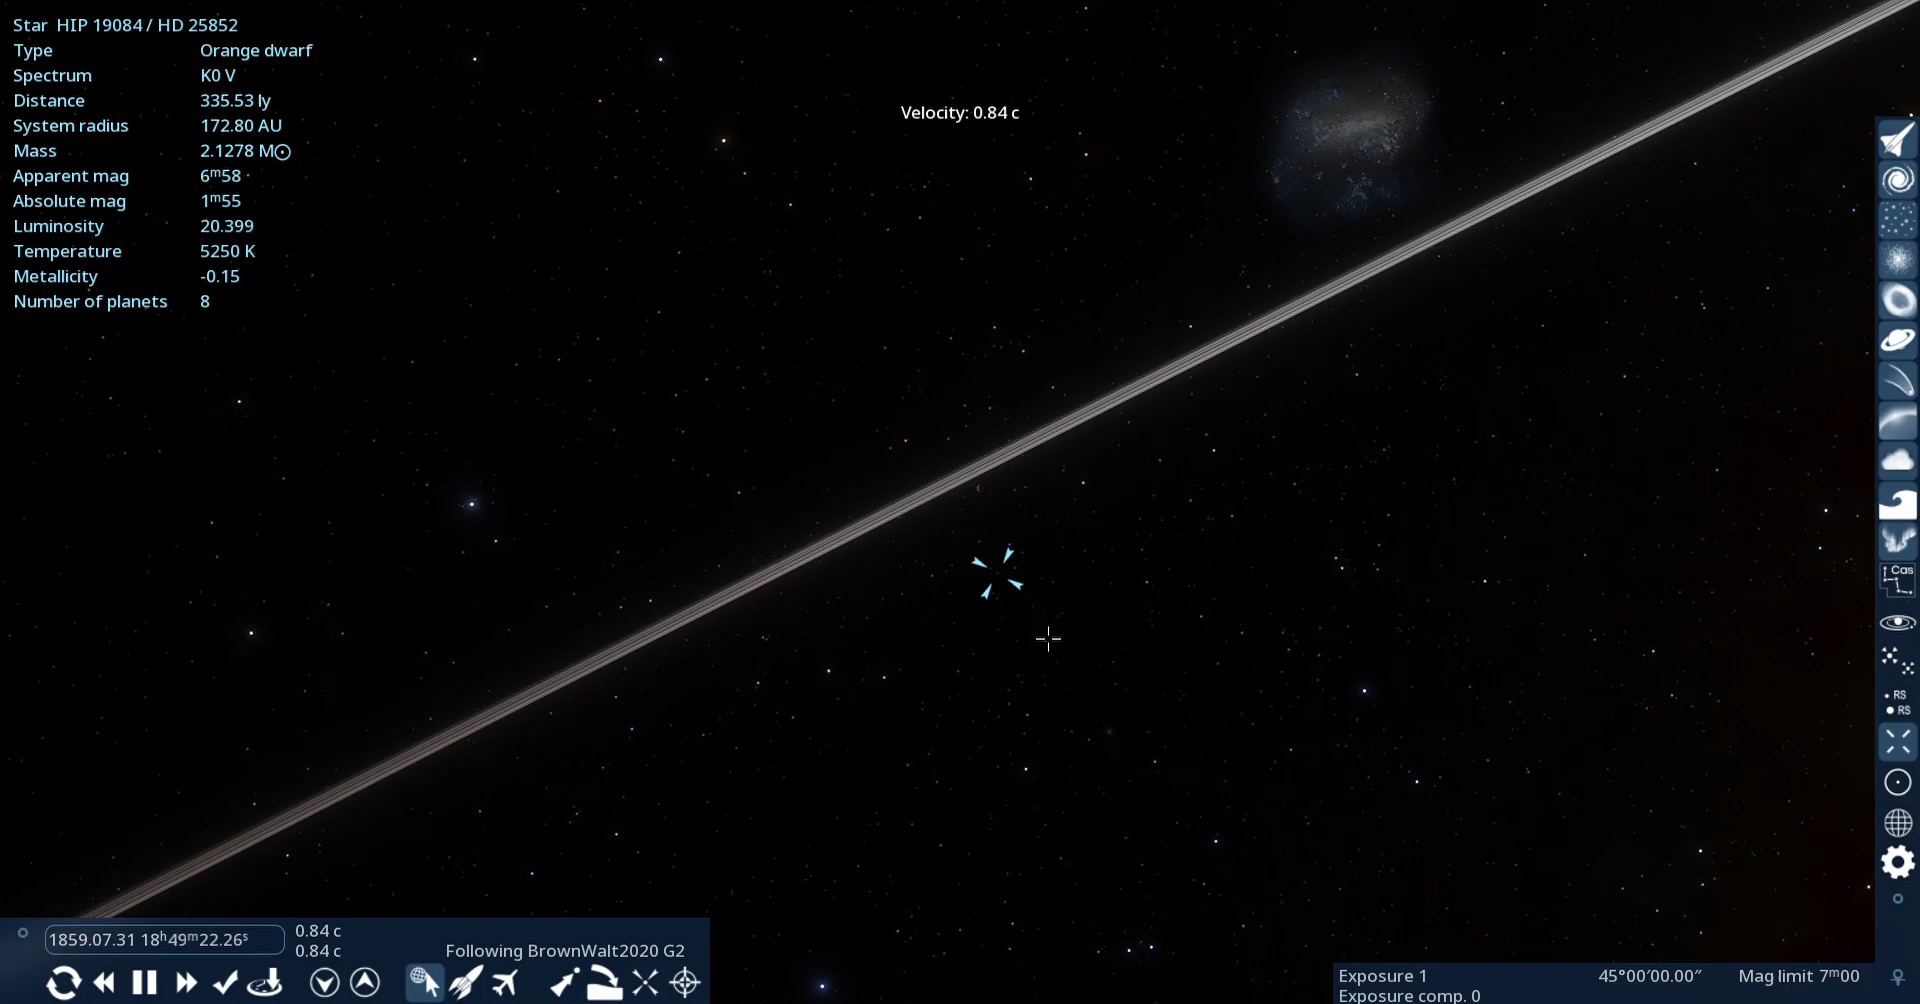 Star HIP 19084 / HD 25852
Type Orange dwarf
Spectrum K0 V
Distance 335.53 ly
System radius 172.80 AU
Mass 2.1278 M☉
Apparent mag 6ᵐ58
Absolute mag 1ᵐ55
Luminosity 20.399
Temperature 5250 K
Metallicity -0.15
Number of planets 8
Velocity: 0.84 c
Cas
RS
RS
1859.07.31 18ʰ49ᵐ22.26ˢ
0.84 c
0.84 c
Following BrownWalt2020 G2
Exposure 1 45°00′00.00″ Mag limit 7ᵐ00
Exposure comp. 0